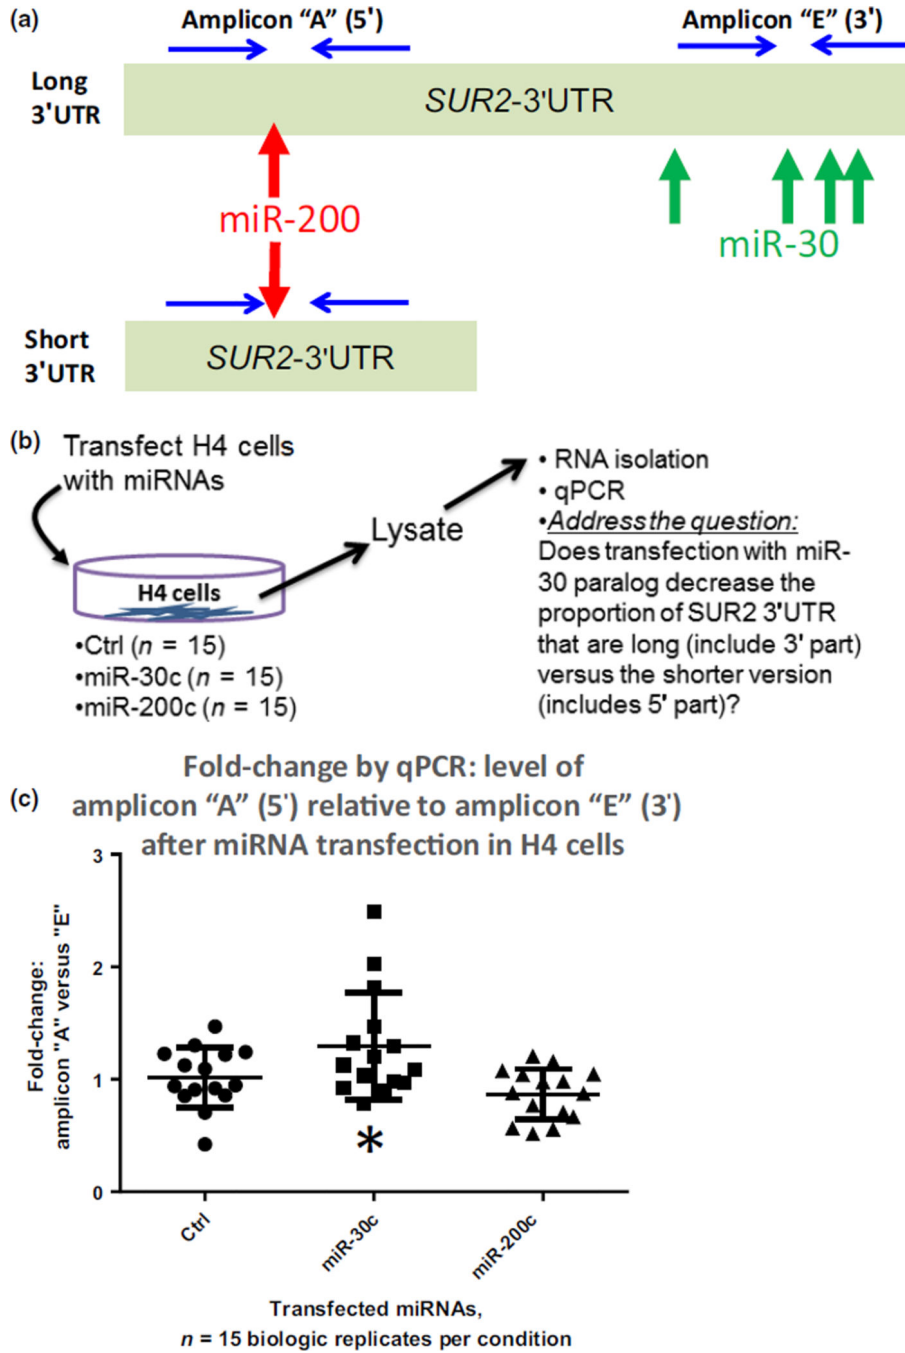 (a)
Amplicon “A” (5') Amplicon “E” (3')
Long
3'UTR
SUR2-3'UTR
miR-200
miR-30
Short
3'UTR
SUR2-3'UTR
(b)
Transfect H4 cells
with miRNAs
Lysate
H4 cells
•Ctrl (n = 15)
•miR-30c (n = 15)
•miR-200c (n = 15)
• RNA isolation
• qPCR
•Address the question:
Does transfection with miR-
30 paralog decrease the
proportion of SUR2 3'UTR
that are long (include 3' part)
versus the shorter version
(includes 5' part)?
(c)
Fold-change by qPCR: level of
amplicon “A” (5') relative to amplicon “E” (3')
after miRNA transfection in H4 cells
Fold-change:
amplicon "A" versus "E"
3
2
1
0
*
Ctrl
miR-30c
miR-200c
Transfected miRNAs,
n = 15 biologic replicates per condition